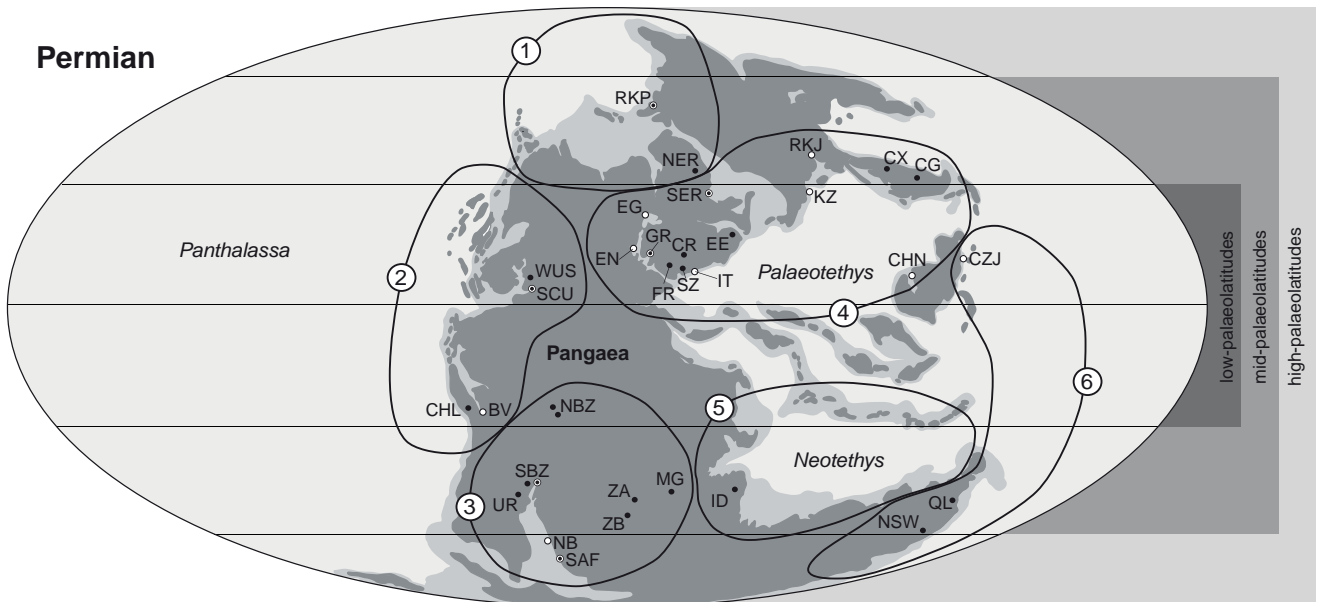 Permian
1
RKP
RKJ
NER
CX
CG
SER
KZ
EG
GR
CR
EE
EN
Panthalassa
CHN
CZJ
2
WUS
Palaeotethys
IT
SZ
FR
SCU
4
Pangaea
6
CHL
BV
NBZ
5
Neotethys
SBZ
UR
ZA
MG
ID
QL
3
ZB
NSW
NB
SAF
low-palaeolatitudes
mid-palaeolatitudes
high-palaeolatitudes